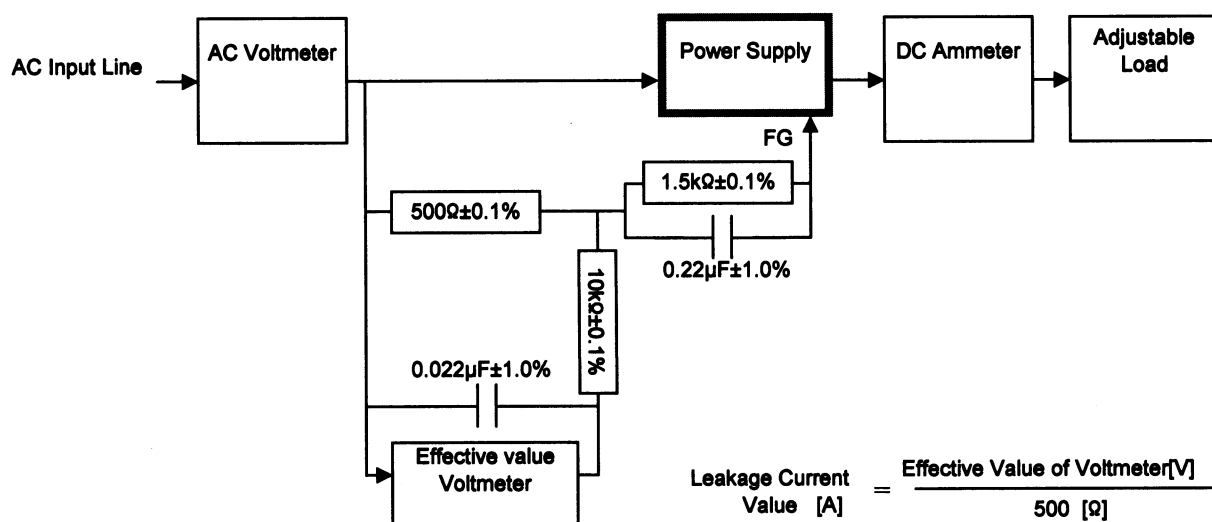 AC Input Line
AC Voltmeter
Power Supply
DC Ammeter
Adjustable
Load
FG
1.5kΩ±0.1%
500Ω±0.1%
0.22µF±1.0%
10kΩ±0.1%
0.022µF±1.0%
Effective value
Voltmeter
Leakage Current
Value [A]
=
Effective Value of Voltmeter[V]
500 [Ω]